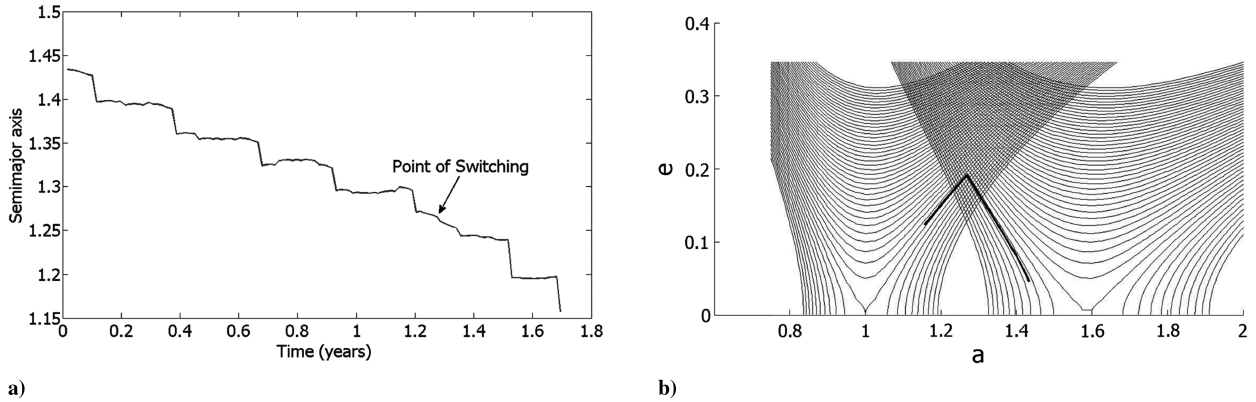 1.5
1.45
1.4
1.35
1.3
1.25
1.2
1.15
Semimajor axis
Point of Switching
0 0.2 0.4 0.6 0.8 1 1.2 1.4 1.6 1.8
Time (years)
a)
0.4
0.3
0.2
0.1
0
e
0.8 1 1.2 1.4 1.6 1.8 2
a
b)